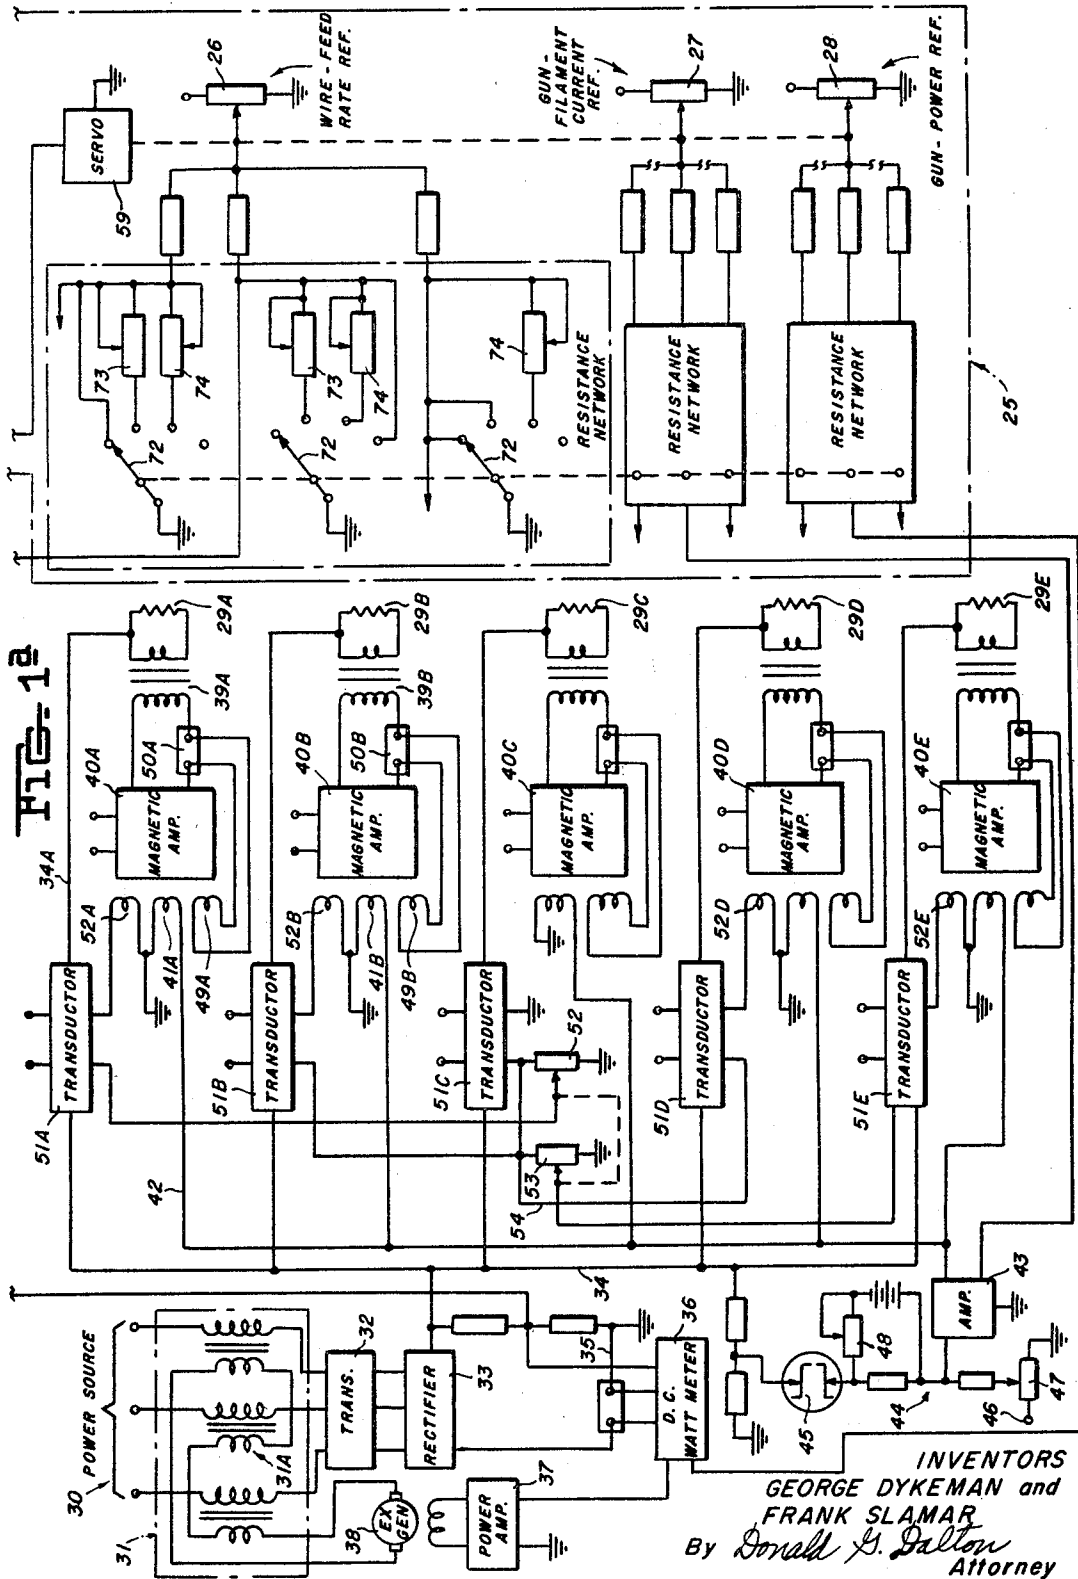 FIG. 1a
SERVO
59
26
WIRE-FEED
RATE REF.
GUN-
FILAMENT
CURRENT
REF.
27
28
GUN-POWER REF.
72
73
74
72
73
74
72
74
RESISTANCE
NETWORK
RESISTANCE
NETWORK
RESISTANCE
NETWORK
25
34A
40A
50A
39A
29A
MAGNETIC
AMP.
52A
41A
49A
TRANSDUCTOR
51A
40B
50B
39B
29B
MAGNETIC
AMP.
52B
41B
49B
TRANSDUCTOR
51B
40C
29C
MAGNETIC
AMP.
TRANSDUCTOR
51C
52
53
54
40D
29D
MAGNETIC
AMP.
52D
TRANSDUCTOR
51D
40E
29E
MAGNETIC
AMP.
52E
TRANSDUCTOR
51E
42
34
30
POWER SOURCE
31
31A
32
TRANS.
33
RECTIFIER
35
36
D.C.
WATT METER
37
POWER
AMP.
38
EX
GEN
43
AMP.
44
45
46
47
48
INVENTORS
GEORGE DYKEMAN and
FRANK SLAMAR
By Donald G. Dalton
Attorney